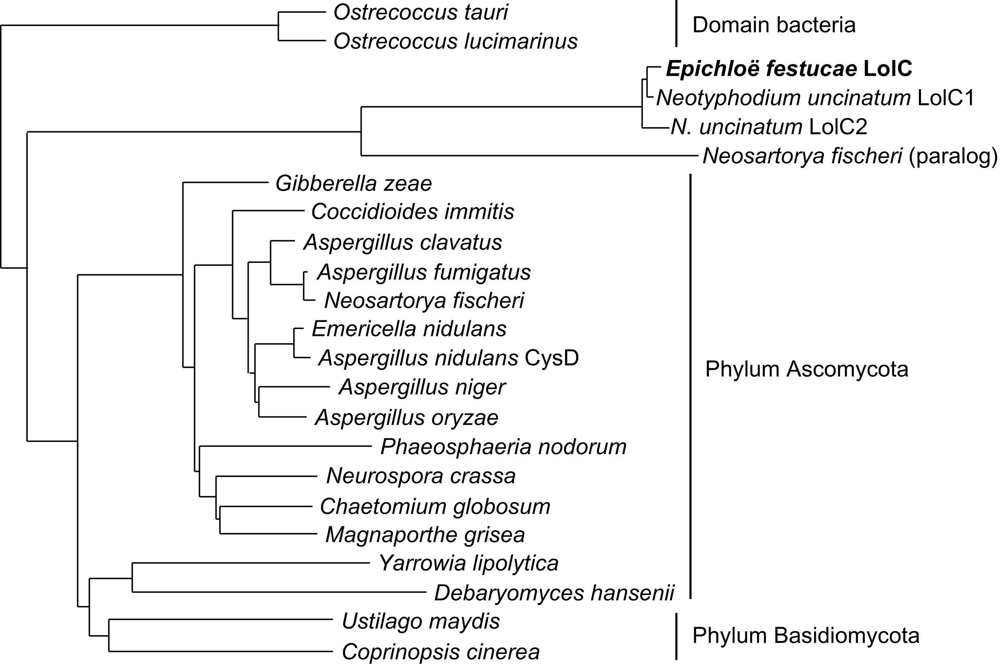 Ostrecoccus tauri
Ostrecoccus lucimarinus
Domain bacteria
Epichloë festucae LolC
Neotyphodium uncinatum LolC1
N. uncinatum LolC2
Neosartorya fischeri (paralog)
Gibberella zeae
Coccidioides immitis
Aspergillus clavatus
Aspergillus fumigatus
Neosartorya fischeri
Emericella nidulans
Aspergillus nidulans CysD
Aspergillus niger
Aspergillus oryzae
Phaeosphaeria nodorum
Neurospora crassa
Chaetomium globosum
Magnaporthe grisea
Yarrowia lipolytica
Debaryomyces hansenii
Phylum Ascomycota
Ustilago maydis
Coprinopsis cinerea
Phylum Basidiomycota